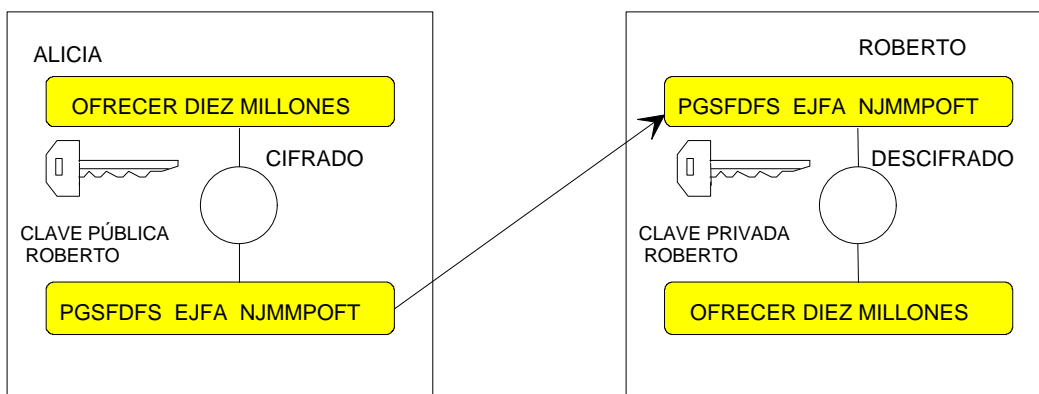 ALICIA
OFRECER DIEZ MILLONES
CIFRADO
CLAVE PÚBLICA
ROBERTO
PGSFDFS EJFA NJMMPOFT
ROBERTO
PGSFDFS EJFA NJMMPOFT
DESCIFRADO
CLAVE PRIVADA
ROBERTO
OFRECER DIEZ MILLONES